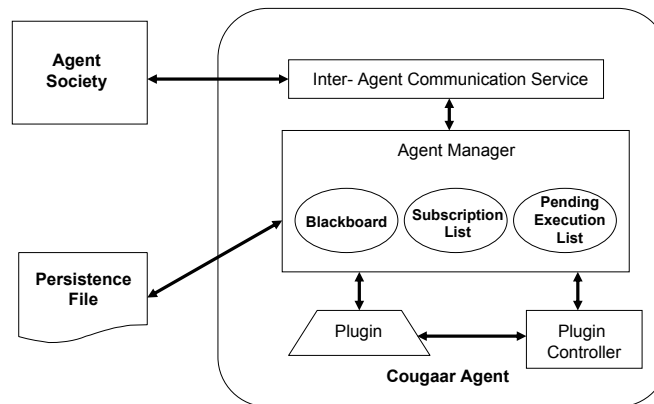 Agent
Society
Inter- Agent Communication Service
Agent Manager
Blackboard
Subscription
List
Pending
Execution
List
Persistence
File
Plugin
Plugin
Controller
Cougaar Agent